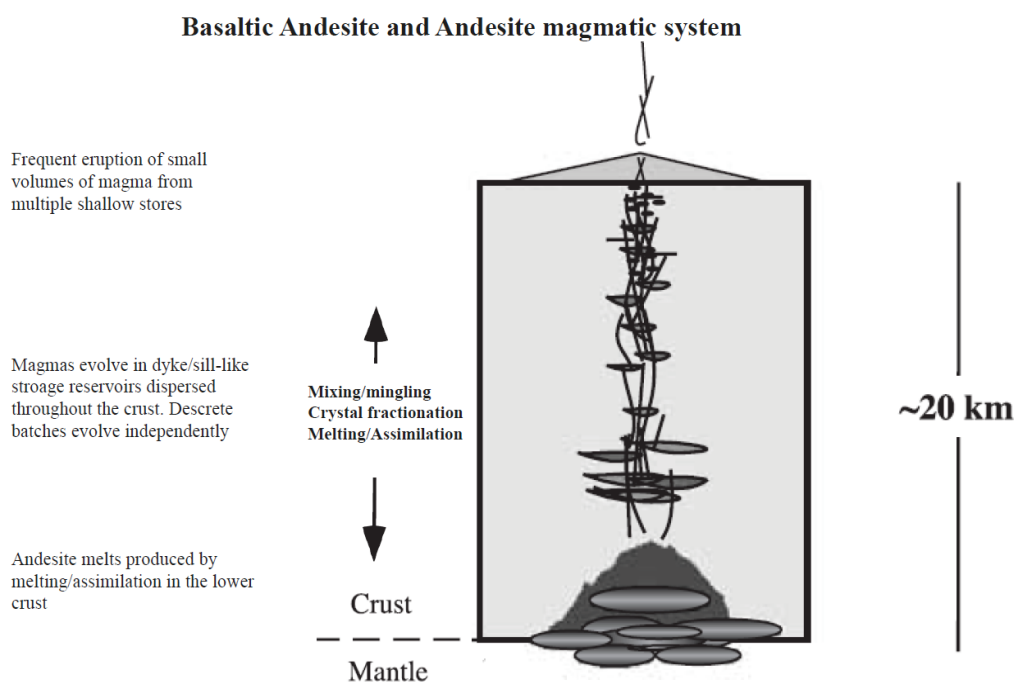 Basaltic Andesite and Andesite magmatic system
Frequent eruption of small
volumes of magma from
multiple shallow stores
Magmas evolve in dyke/sill-like
stroage reservoirs dispersed
throughout the crust. Descrete
batches evolve independently
Mixing/mingling
Crystal fractionation
Melting/Assimilation
~20 km
Andesite melts produced by
melting/assimilation in the lower
crust
Crust
Mantle